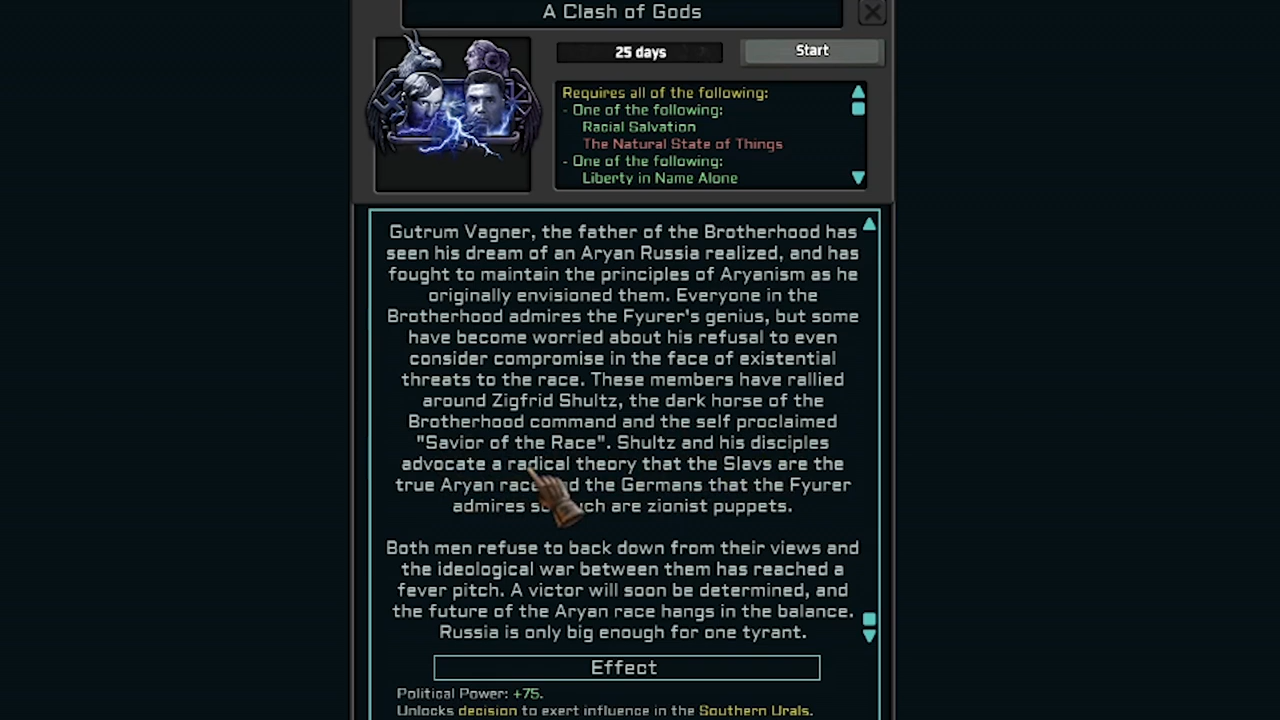 A Clash of Gods
25 days
Start
Requires all of the following:
- One of the following:
Racial Salvation
The Natural State of Things
- One of the following:
Liberty in Name Alone
Gutrum Vagner, the father of the Brotherhood has
seen his dream of an Aryan Russia realized, and has
fought to maintain the principles of Aryanism as he
originally envisioned them. Everyone in the
Brotherhood admires the Fyurer's genius, but some
have become worried about his refusal to even
consider compromise in the face of existential
threats to the race. These members have rallied
around Zigfrid Shultz, the dark horse of the
Brotherhood command and the self proclaimed
"Savior of the Race". Shultz and his disciples
advocate a radical theory that the Slavs are the
true Aryan race the Germans that the Fyurer
admires are zionist puppets.
Both men refuse to back down from their views and
the ideological war between them has reached a
fever pitch. A victor will soon be determined, and
the future of the Aryan race hangs in the balance.
Russia is only big enough for one tyrant.
Effect
Political Power: +75.
Unlocks decision to exert influence in the Southern Urals.